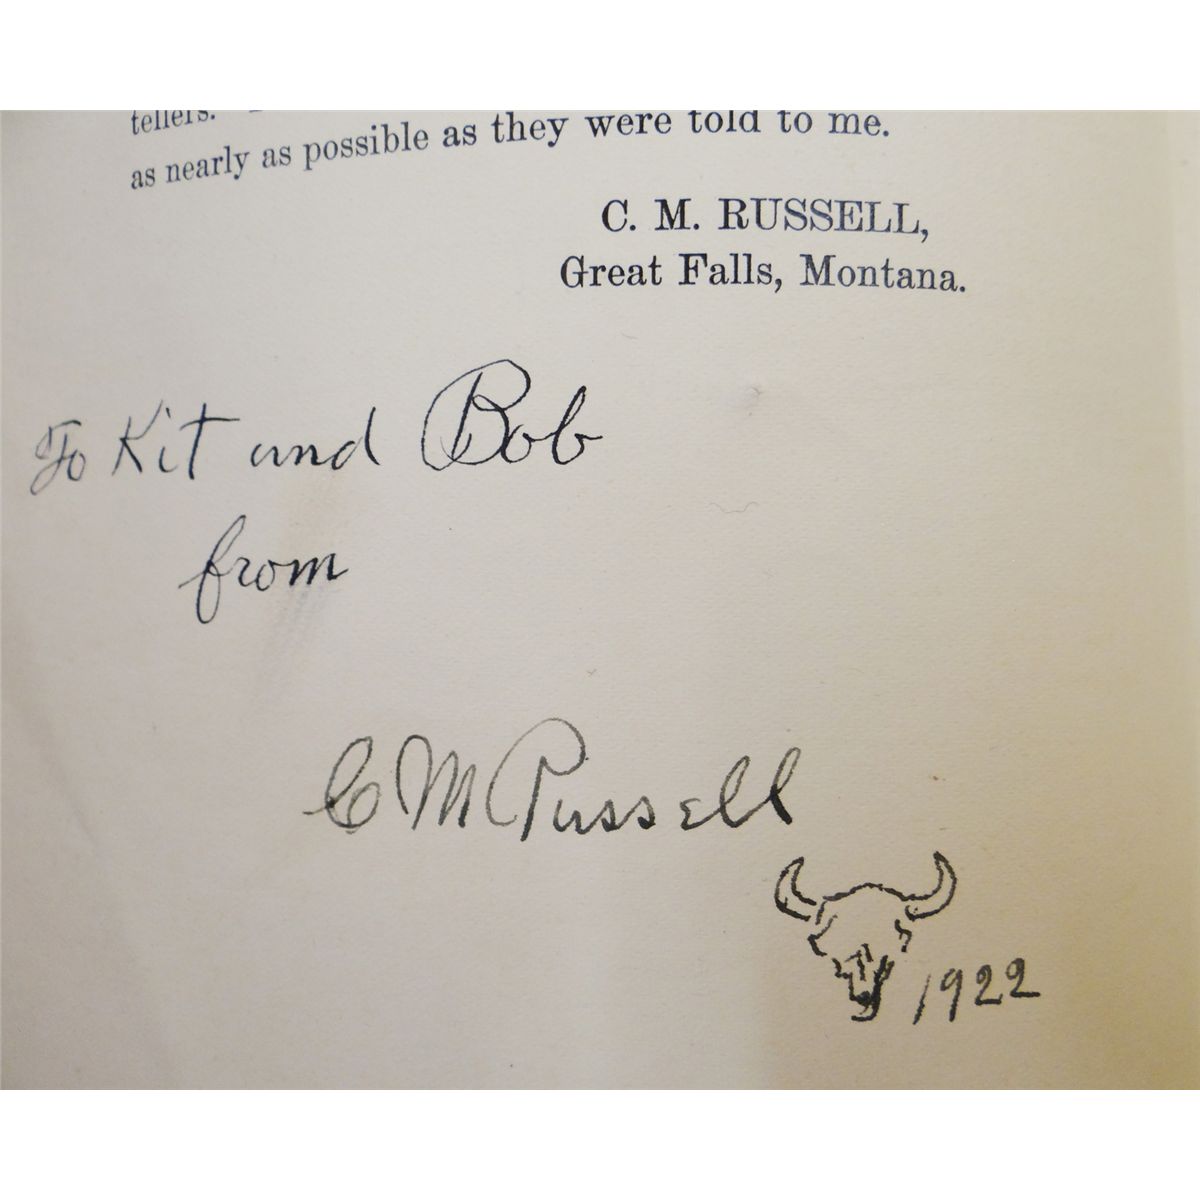 tellers.
as nearly as possible as they were told to me.
C. M. RUSSELL,
Great Falls, Montana.
To Kit and Bob
from
C M Russell
1922